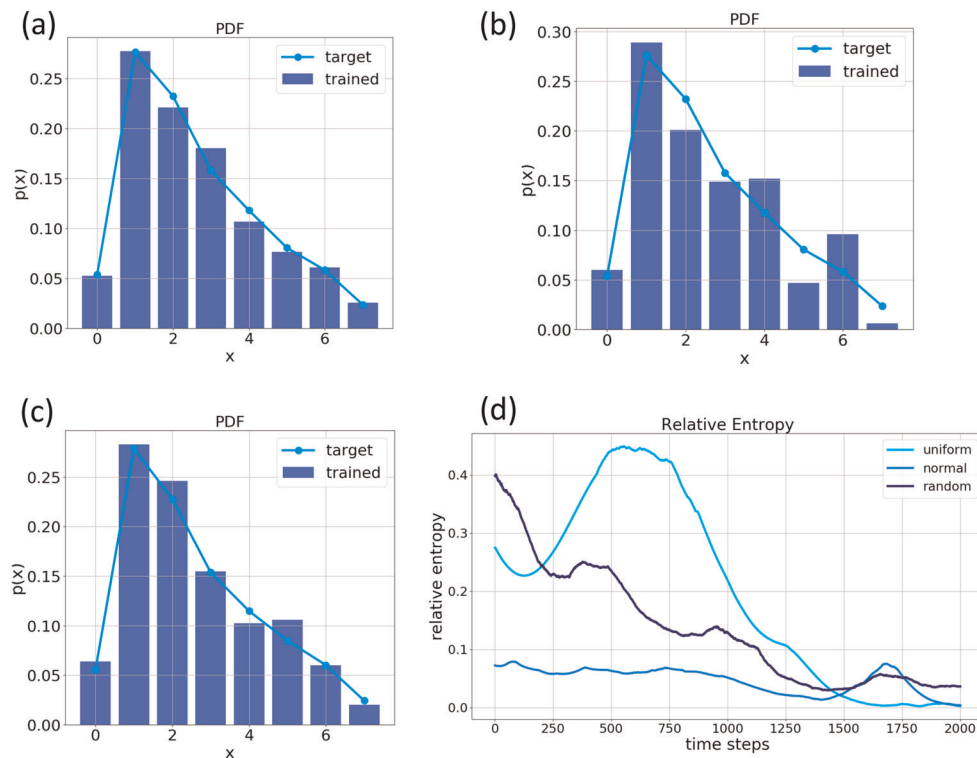 (a)
PDF
target
trained
0.25
0.20
0.15
0.10
0.05
0.00
p(x)
0 2 4 6
x
(b)
PDF
target
trained
0.30
0.25
0.20
0.15
0.10
0.05
0.00
p(x)
0 2 4 6
x
(c)
PDF
target
trained
0.25
0.20
0.15
0.10
0.05
0.00
p(x)
0 2 4 6
x
(d)
Relative Entropy
uniform
normal
random
0.4
0.3
0.2
0.1
0.0
relative entropy
0 250 500 750 1000 1250 1500 1750 2000
time steps